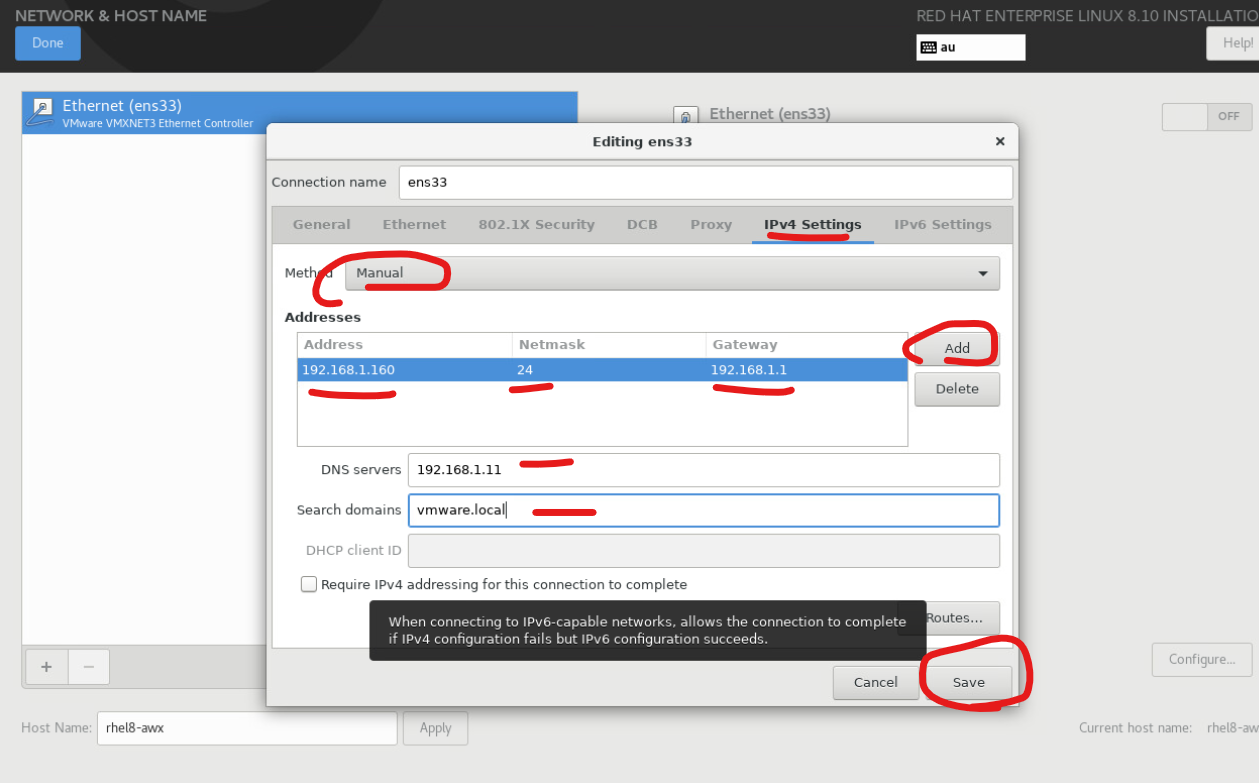 NETWORK & HOST NAME
RED HAT ENTERPRISE LINUX 8.10 INSTALLATIO
Done
au
Help!
Ethernet (ens33)
VMware VMXNET3 Ethernet Controller
Ethernet (ens33)
OFF
Editing ens33
Connection name ens33
General Ethernet 802.1X Security DCB Proxy IPv4 Settings IPv6 Settings
Method Manual
Addresses
Address Netmask Gateway
Add
192.168.1.160 24 192.168.1.1
Delete
DNS servers 192.168.1.11
Search domains vmware.local
DHCP client ID
Require IPv4 addressing for this connection to complete
When connecting to IPv6-capable networks, allows the connection to complete
if IPv4 configuration fails but IPv6 configuration succeeds.
Routes...
+ −
Configure...
Cancel Save
Host Name: rhel8-awx Apply
Current host name: rhel8-aw